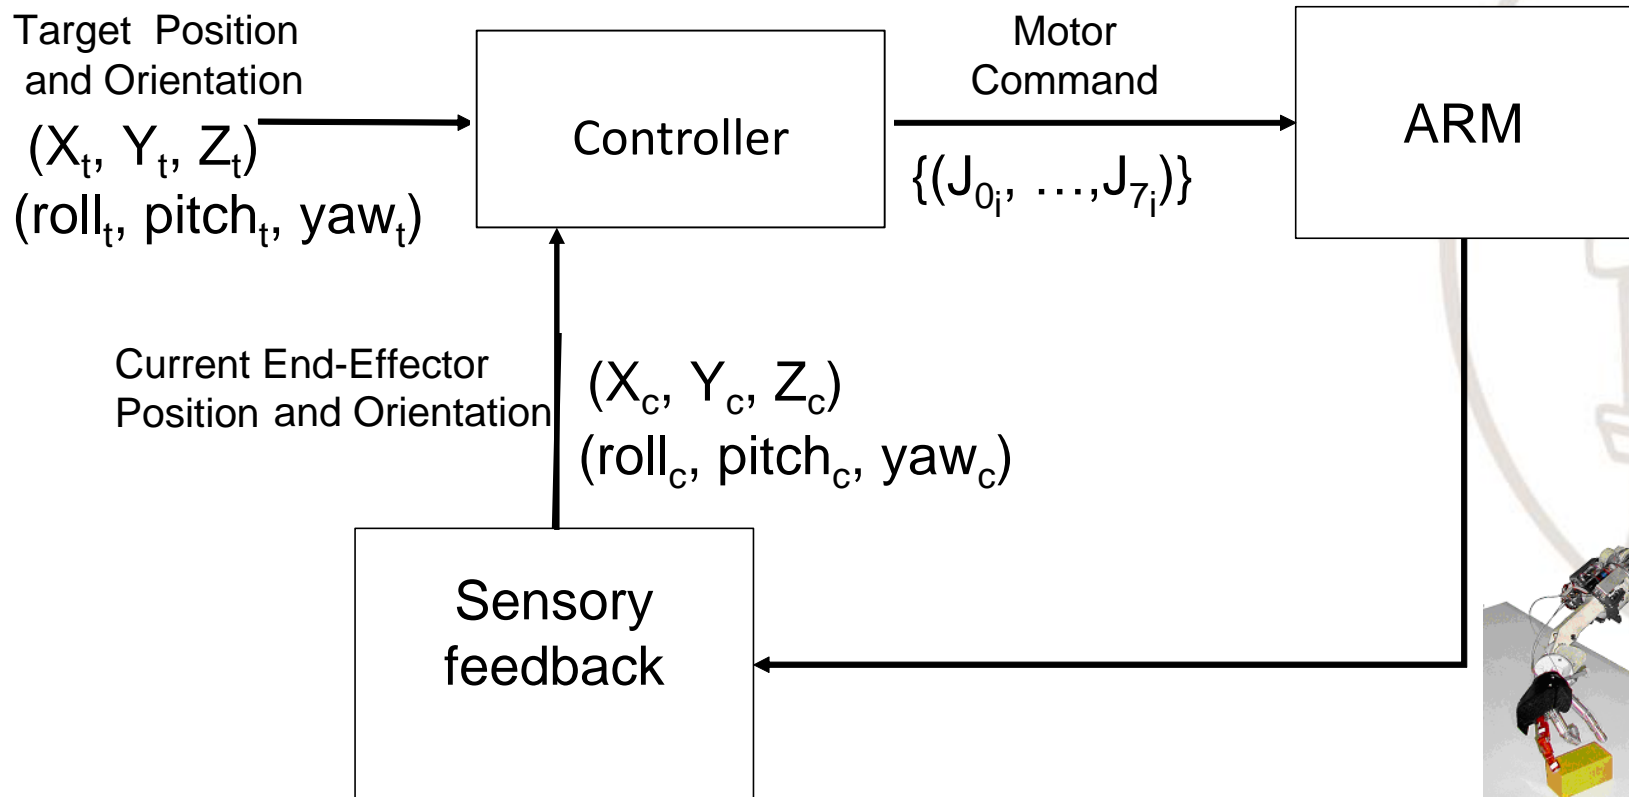 Target Position
and Orientation
(Xt, Yt, Zt)
(rollt, pitcht, yawt)
Controller
Motor
Command
{(J0i, …,J7i)}
ARM
Current End-Effector
Position and Orientation
(Xc, Yc, Zc)
(rollc, pitchc, yawc)
Sensory
feedback